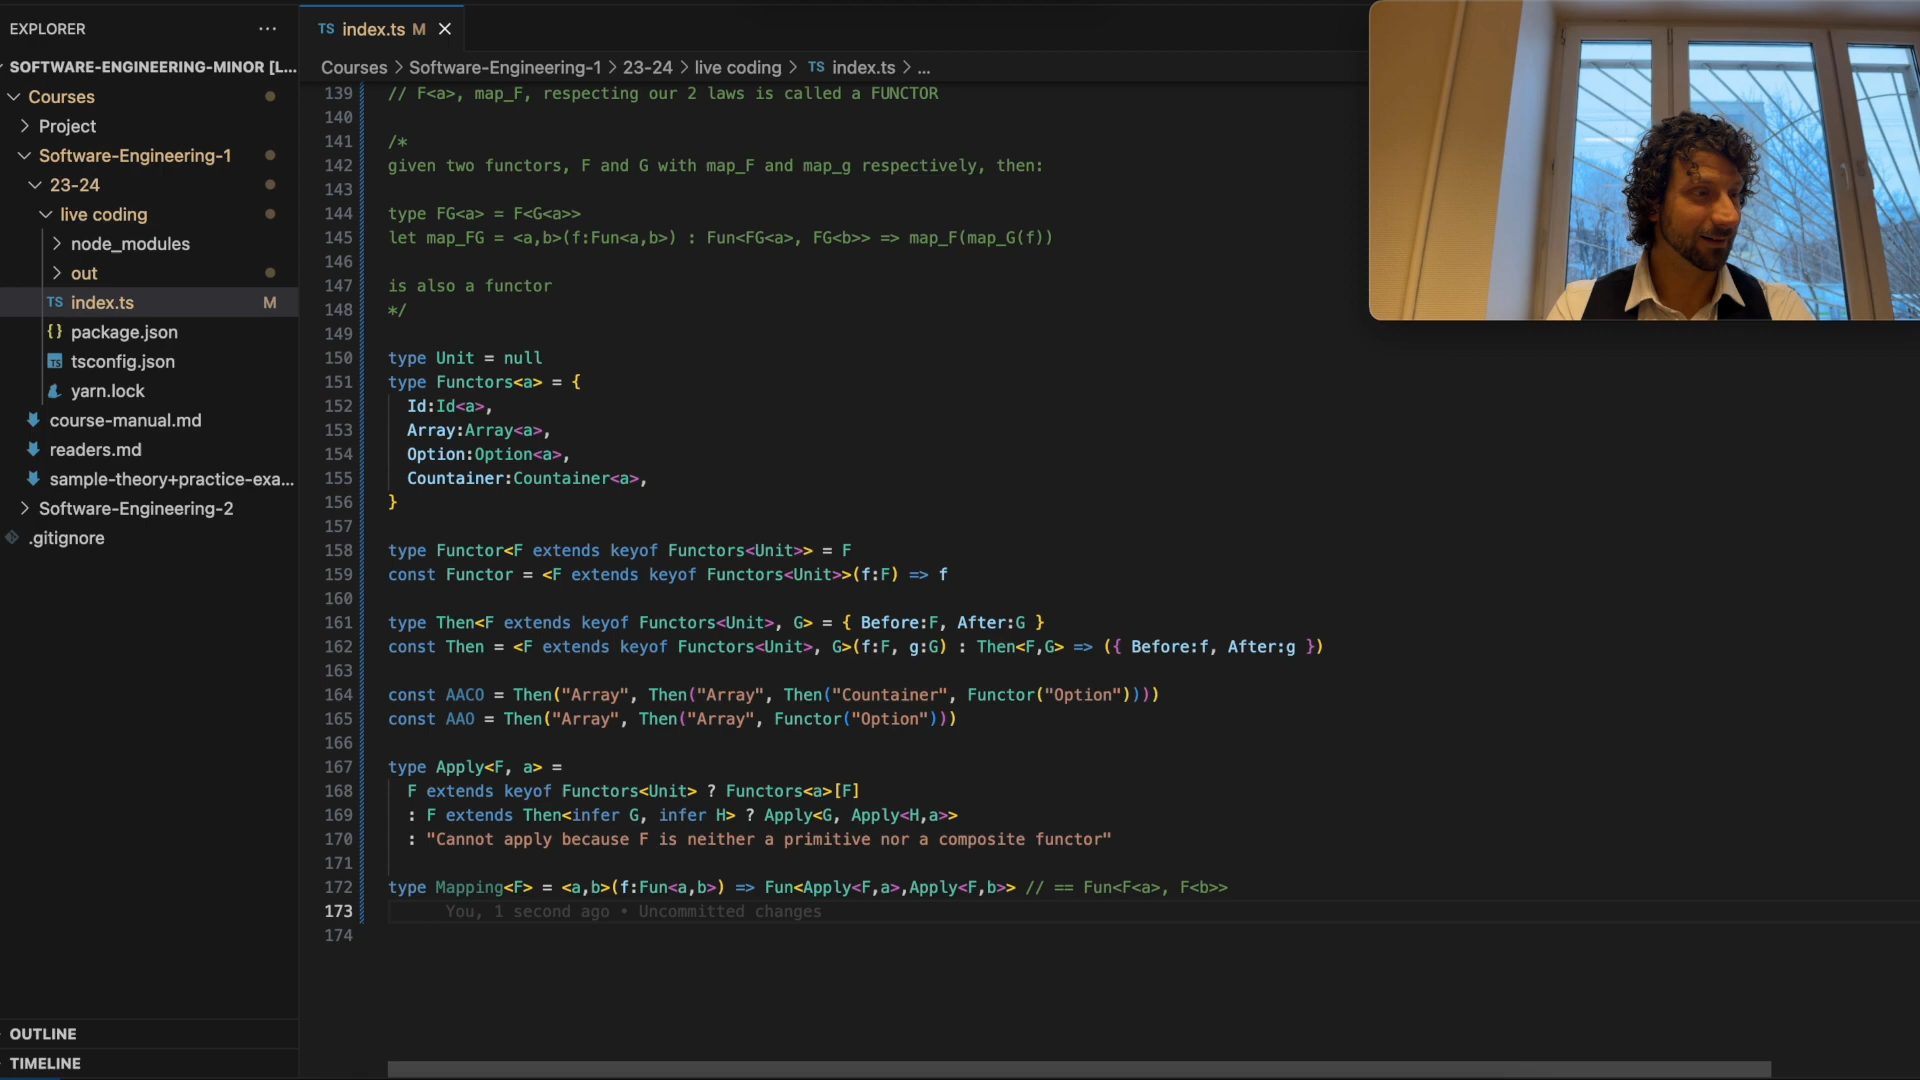 EXPLORER
SOFTWARE-ENGINEERING-MINOR [L...
Courses
Project
Software-Engineering-1
23-24
live coding
node_modules
out
TS index.ts M
{} package.json
TS tsconfig.json
yarn.lock
course-manual.md
readers.md
sample-theory+practice-exa...
Software-Engineering-2
.gitignore
OUTLINE
TIMELINE
TS index.ts M
Courses > Software-Engineering-1 > 23-24 > live coding > TS index.ts > ...
139 // F<a>, map_F, respecting our 2 laws is called a FUNCTOR
140
141 /*
142 given two functors, F and G with map_F and map_g respectively, then:
143
144 type FG<a> = F<G<a>>
145 let map_FG = <a,b>(f:Fun<a,b>) : Fun<FG<a>, FG<b>> => map_F(map_G(f))
146
147 is also a functor
148 */
149
150 type Unit = null
151 type Functors<a> = {
152 Id:Id<a>,
153 Array:Array<a>,
154 Option:Option<a>,
155 Countainer:Countainer<a>,
156 }
157
158 type Functor<F extends keyof Functors<Unit>> = F
159 const Functor = <F extends keyof Functors<Unit>>(f:F) => f
160
161 type Then<F extends keyof Functors<Unit>, G> = { Before:F, After:G }
162 const Then = <F extends keyof Functors<Unit>, G>(f:F, g:G) : Then<F,G> => ({ Before:f, After:g })
163
164 const AACO = Then("Array", Then("Array", Then("Countainer", Functor("Option"))))
165 const AAO = Then("Array", Then("Array", Functor("Option")))
166
167 type Apply<F, a> =
168 F extends keyof Functors<Unit> ? Functors<a>[F]
169 : F extends Then<infer G, infer H> ? Apply<G, Apply<H,a>>
170 : "Cannot apply because F is neither a primitive nor a composite functor"
171
172 type Mapping<F> = <a,b>(f:Fun<a,b>) => Fun<Apply<F,a>,Apply<F,b>> // == Fun<F<a>, F<b>>
173 You, 1 second ago • Uncommitted changes
174